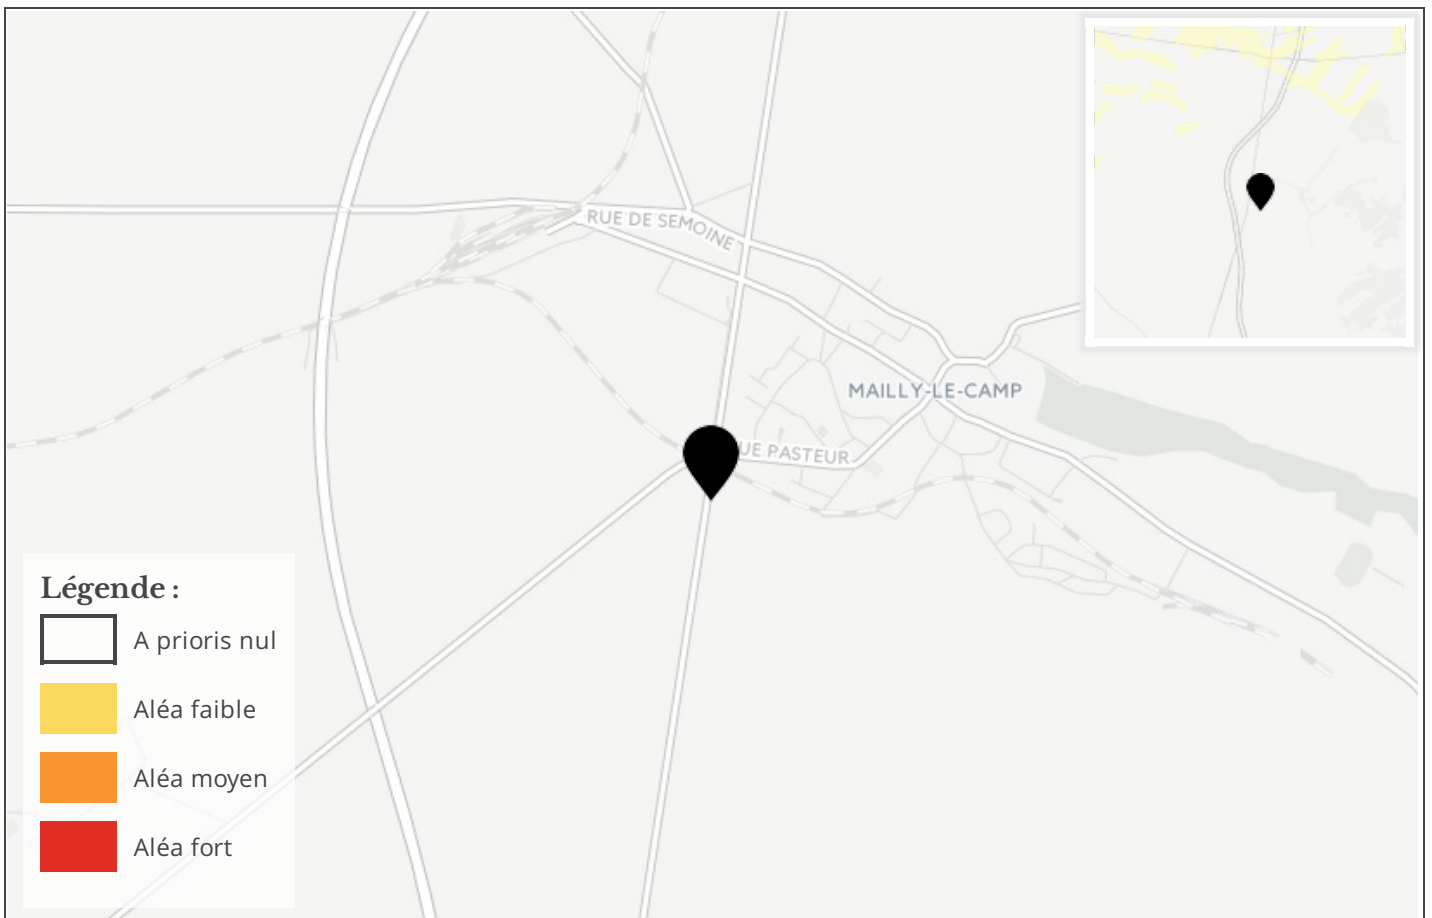 RUE DE SEMOINE
MAILLY-LE-CAMP
UE PASTEUR
Légende :
A prioris nul
Aléa faible
Aléa moyen
Aléa fort